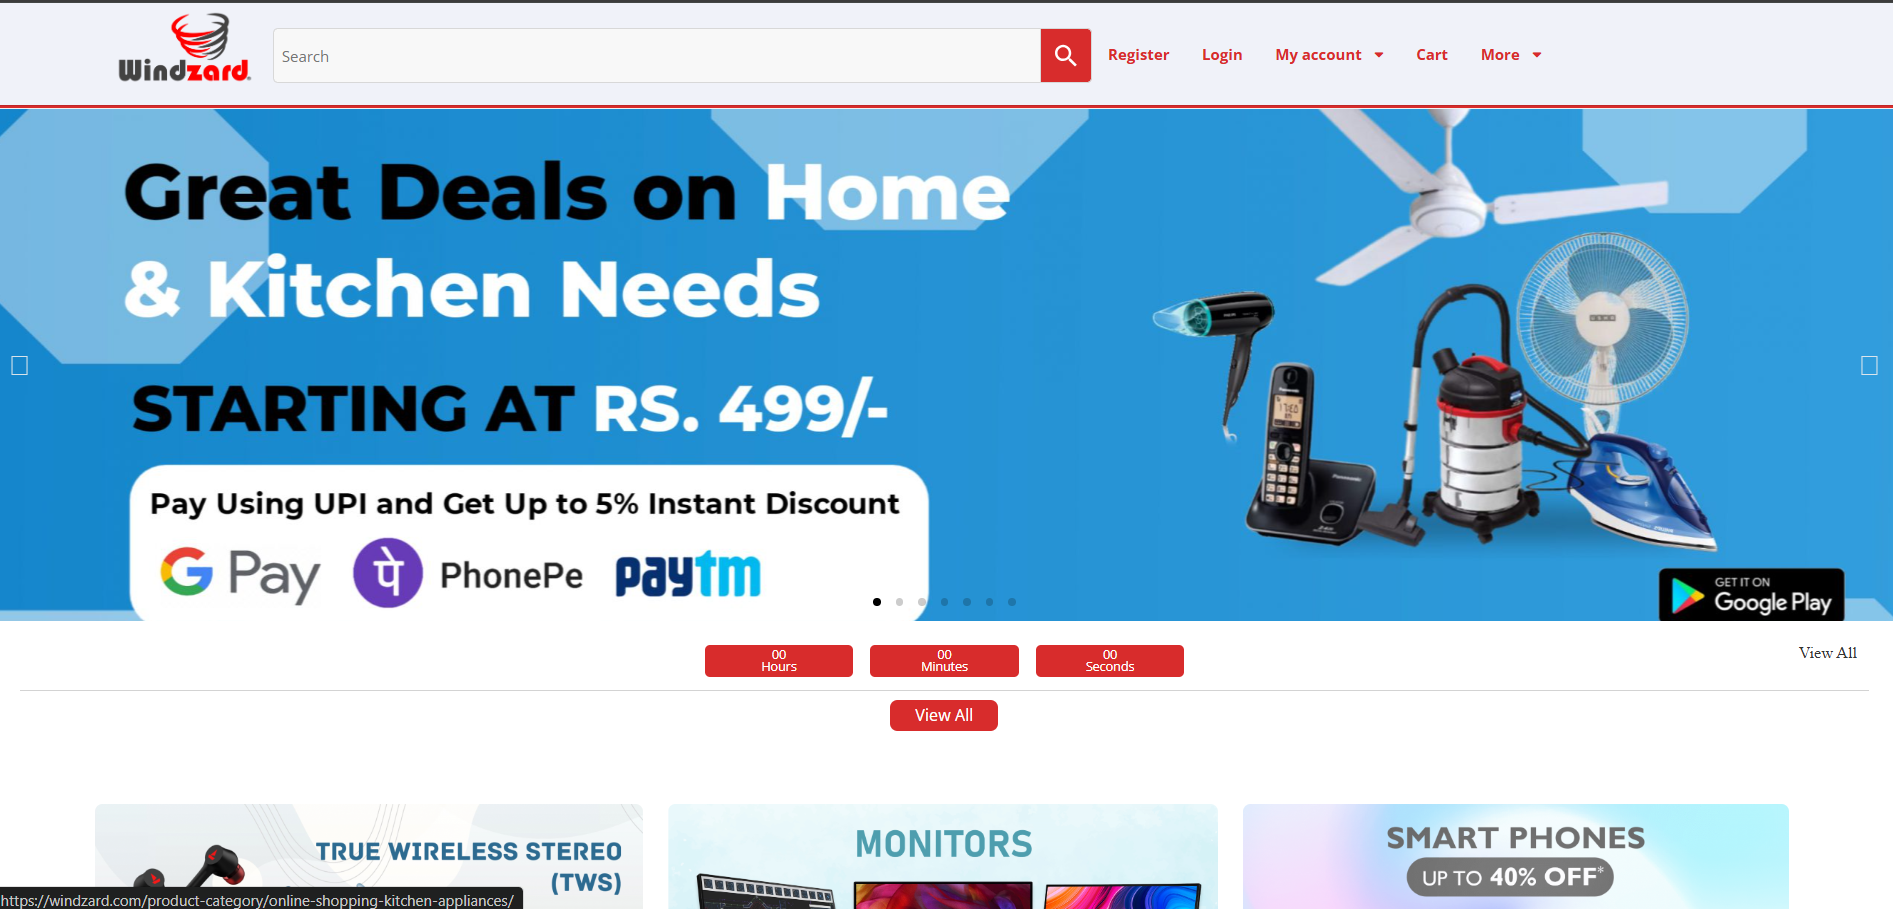 Windzard
Search
Register
Login
My account
Cart
More
Great Deals on Home
& Kitchen Needs
STARTING AT RS. 499/-
Pay Using UPI and Get Up to 5% Instant Discount
G Pay
पे PhonePe
paytm
Panasonic
GET IT ON
Google Play
00
Hours
00
Minutes
00
Seconds
View All
View All
TRUE WIRELESS STEREO
(TWS)
MONITORS
SMART PHONES
UP TO 40% OFF*
https://windzard.com/product-category/online-shopping-kitchen-appliances/